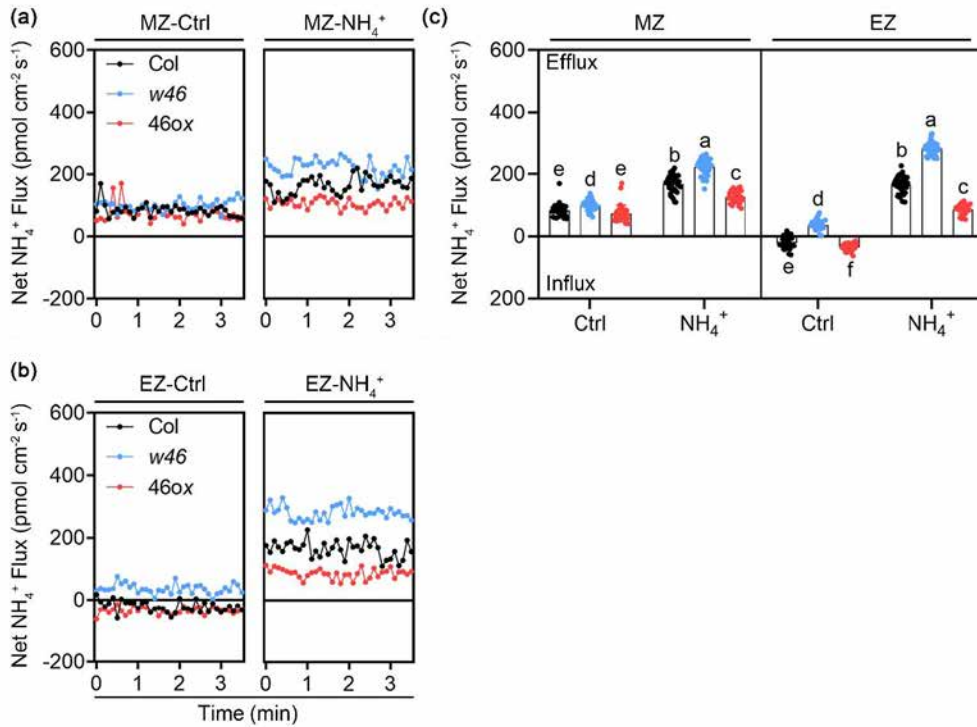 (a)
MZ-Ctrl
MZ-NH₄⁺
Net NH₄⁺ Flux (pmol cm⁻² s⁻¹)
600
400
200
0
-200
Col
w46
46ox
0 1 2 3
0 1 2 3
(b)
EZ-Ctrl
EZ-NH₄⁺
Net NH₄⁺ Flux (pmol cm⁻² s⁻¹)
600
400
200
0
-200
Col
w46
46ox
0 1 2 3
0 1 2 3
Time (min)
(c)
MZ
EZ
Net NH₄⁺ Flux (pmol cm⁻² s⁻¹)
600
400
200
0
200
Efflux
Influx
e d e b a c
e d f b a c
Ctrl NH₄⁺ Ctrl NH₄⁺